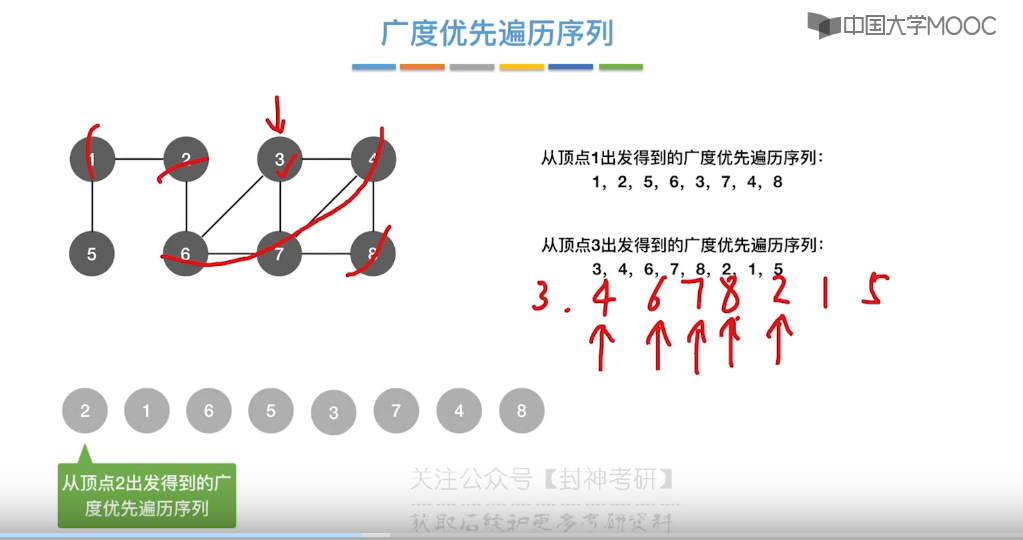 中国大学MOOC
广度优先遍历序列
1 2 3 4
5 6 7 8
从顶点1出发得到的广度优先遍历序列：
1，2，5，6，3，7，4，8
从顶点3出发得到的广度优先遍历序列：
3，4，6，7，8，2，1，5
3. 4 6 7 8 2 1 5
2 1 6 5 3 7 4 8
从顶点2出发得到的广
度优先遍历序列
关注公众号【封神考研】
获取后续和更多考研资料